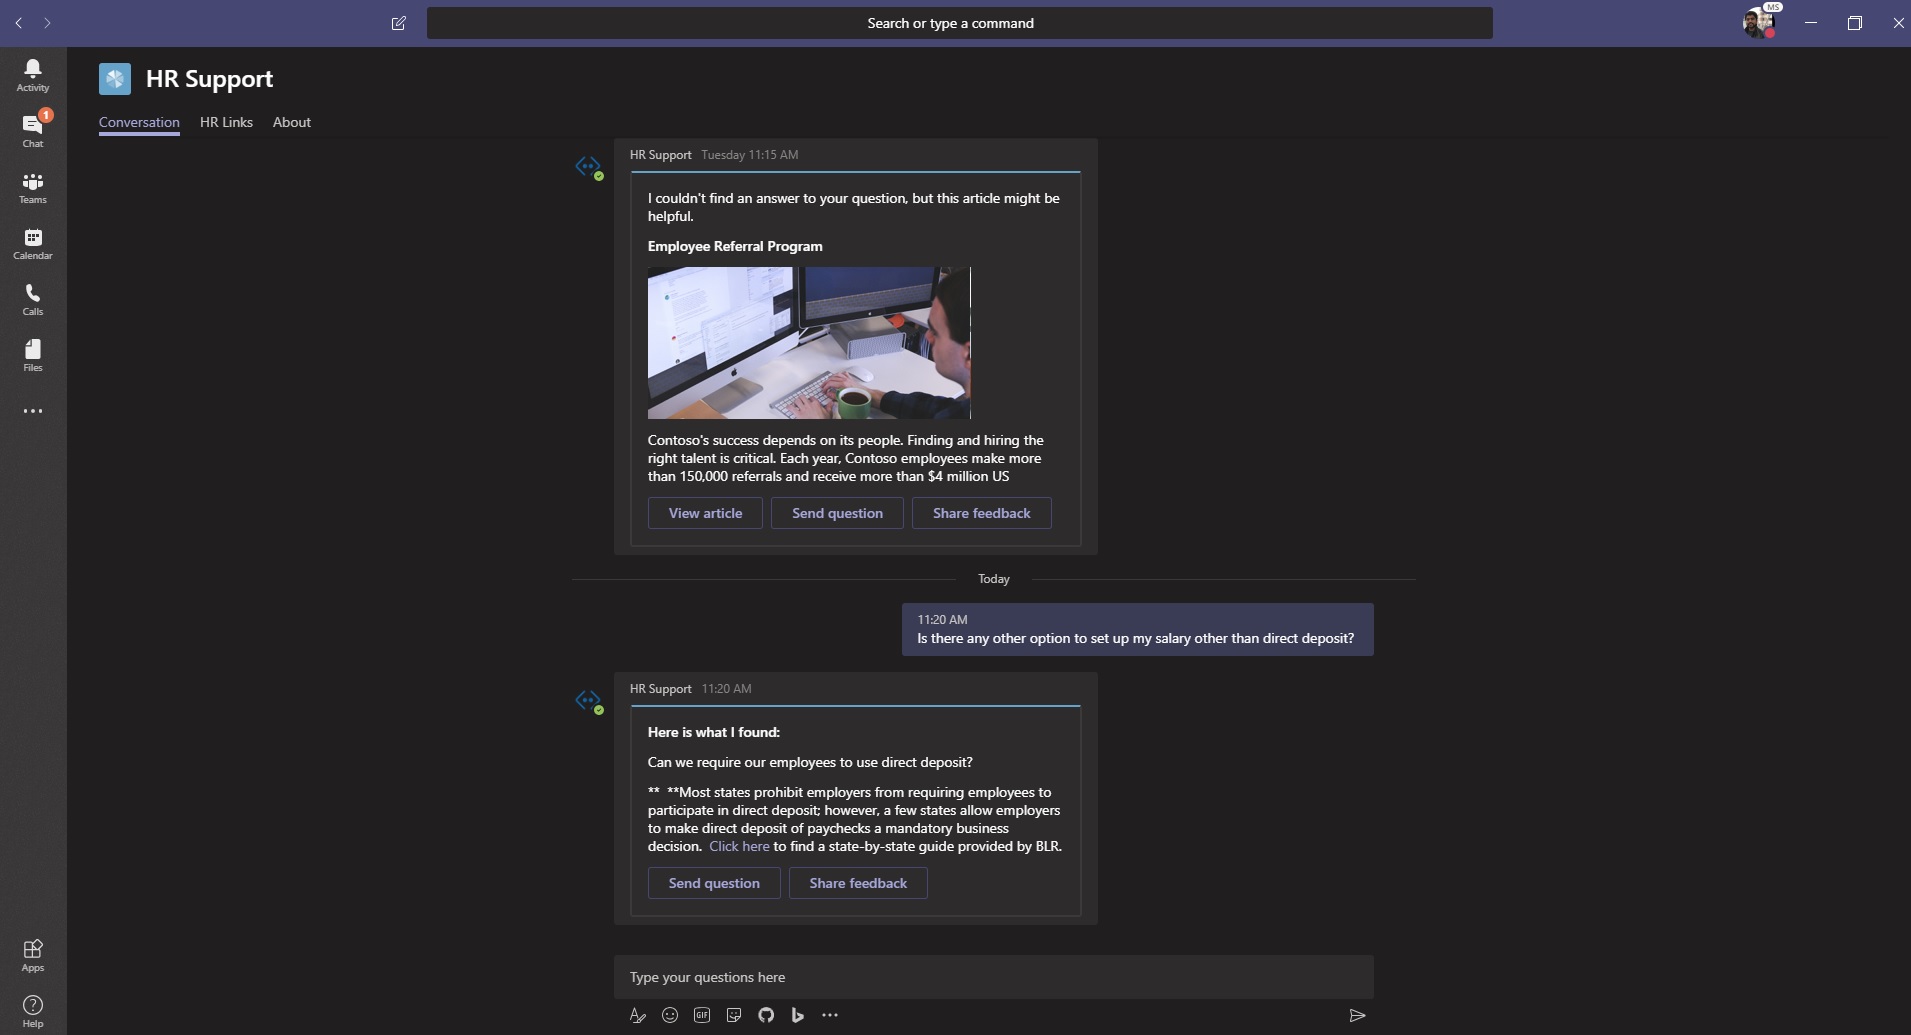 Search or type a command
MS
Activity
1
Chat
Teams
Calendar
Calls
Files
Apps
Help
HR Support
Conversation HR Links About
HR Support Tuesday 11:15 AM
I couldn't find an answer to your question, but this article might be
helpful.
Employee Referral Program
Contoso's success depends on its people. Finding and hiring the
right talent is critical. Each year, Contoso employees make more
than 150,000 referrals and receive more than $4 million US
View article Send question Share feedback
Today
11:20 AM
Is there any other option to set up my salary other than direct deposit?
HR Support 11:20 AM
Here is what I found:
Can we require our employees to use direct deposit?
** **Most states prohibit employers from requiring employees to
participate in direct deposit; however, a few states allow employers
to make direct deposit of paychecks a mandatory business
decision. Click here to find a state-by-state guide provided by BLR.
Send question Share feedback
Type your questions here
GIF